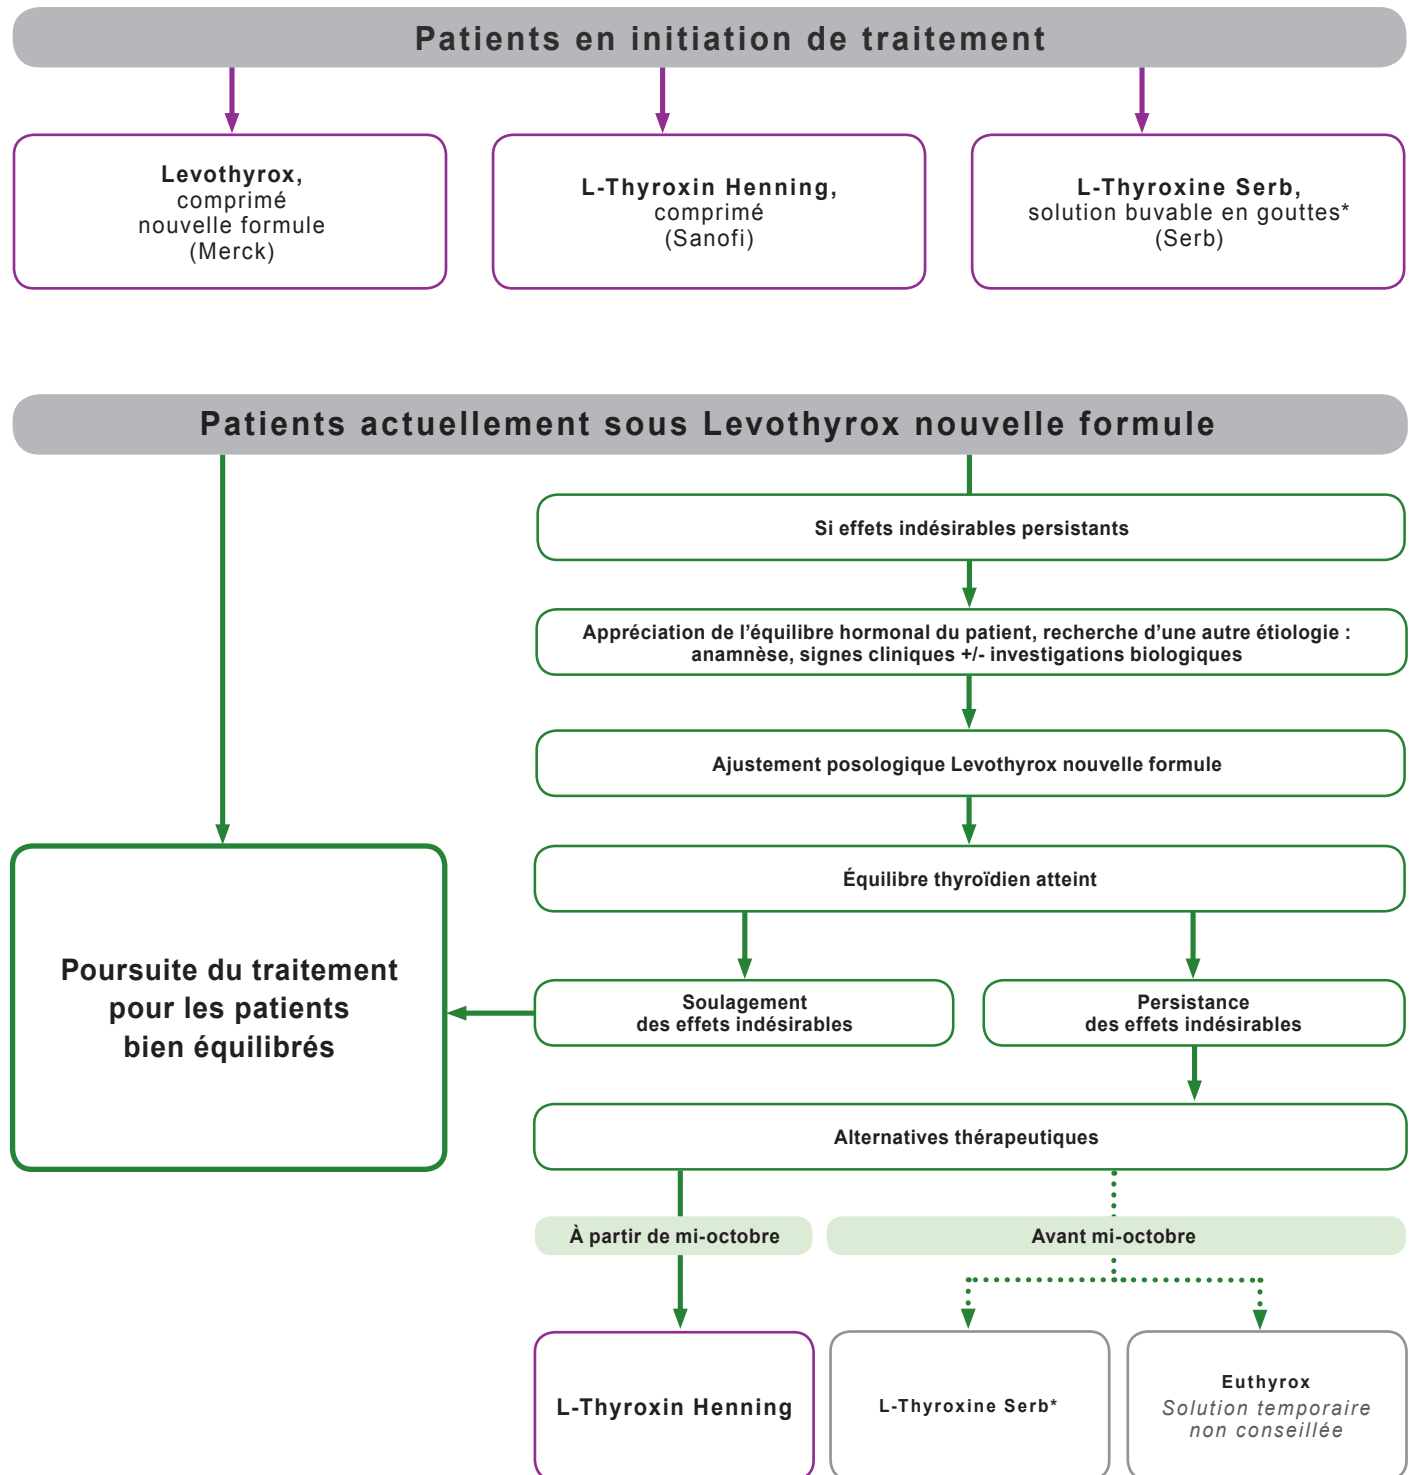 Patients en initiation de traitement
Levothyrox,
comprimé
nouvelle formule
(Merck)
L-Thyroxin Henning,
comprimé
(Sanofi)
L-Thyroxine Serb,
solution buvable en gouttes*
(Serb)
Patients actuellement sous Levothyrox nouvelle formule
Si effets indésirables persistants
Appréciation de l’équilibre hormonal du patient, recherche d’une autre étiologie :
anamnèse, signes cliniques +/- investigations biologiques
Ajustement posologique Levothyrox nouvelle formule
Équilibre thyroïdien atteint
Poursuite du traitement
pour les patients
bien équilibrés
Soulagement
des effets indésirables
Persistance
des effets indésirables
Alternatives thérapeutiques
À partir de mi-octobre
Avant mi-octobre
L-Thyroxin Henning
L-Thyroxine Serb*
Euthyrox
Solution temporaire
non conseillée